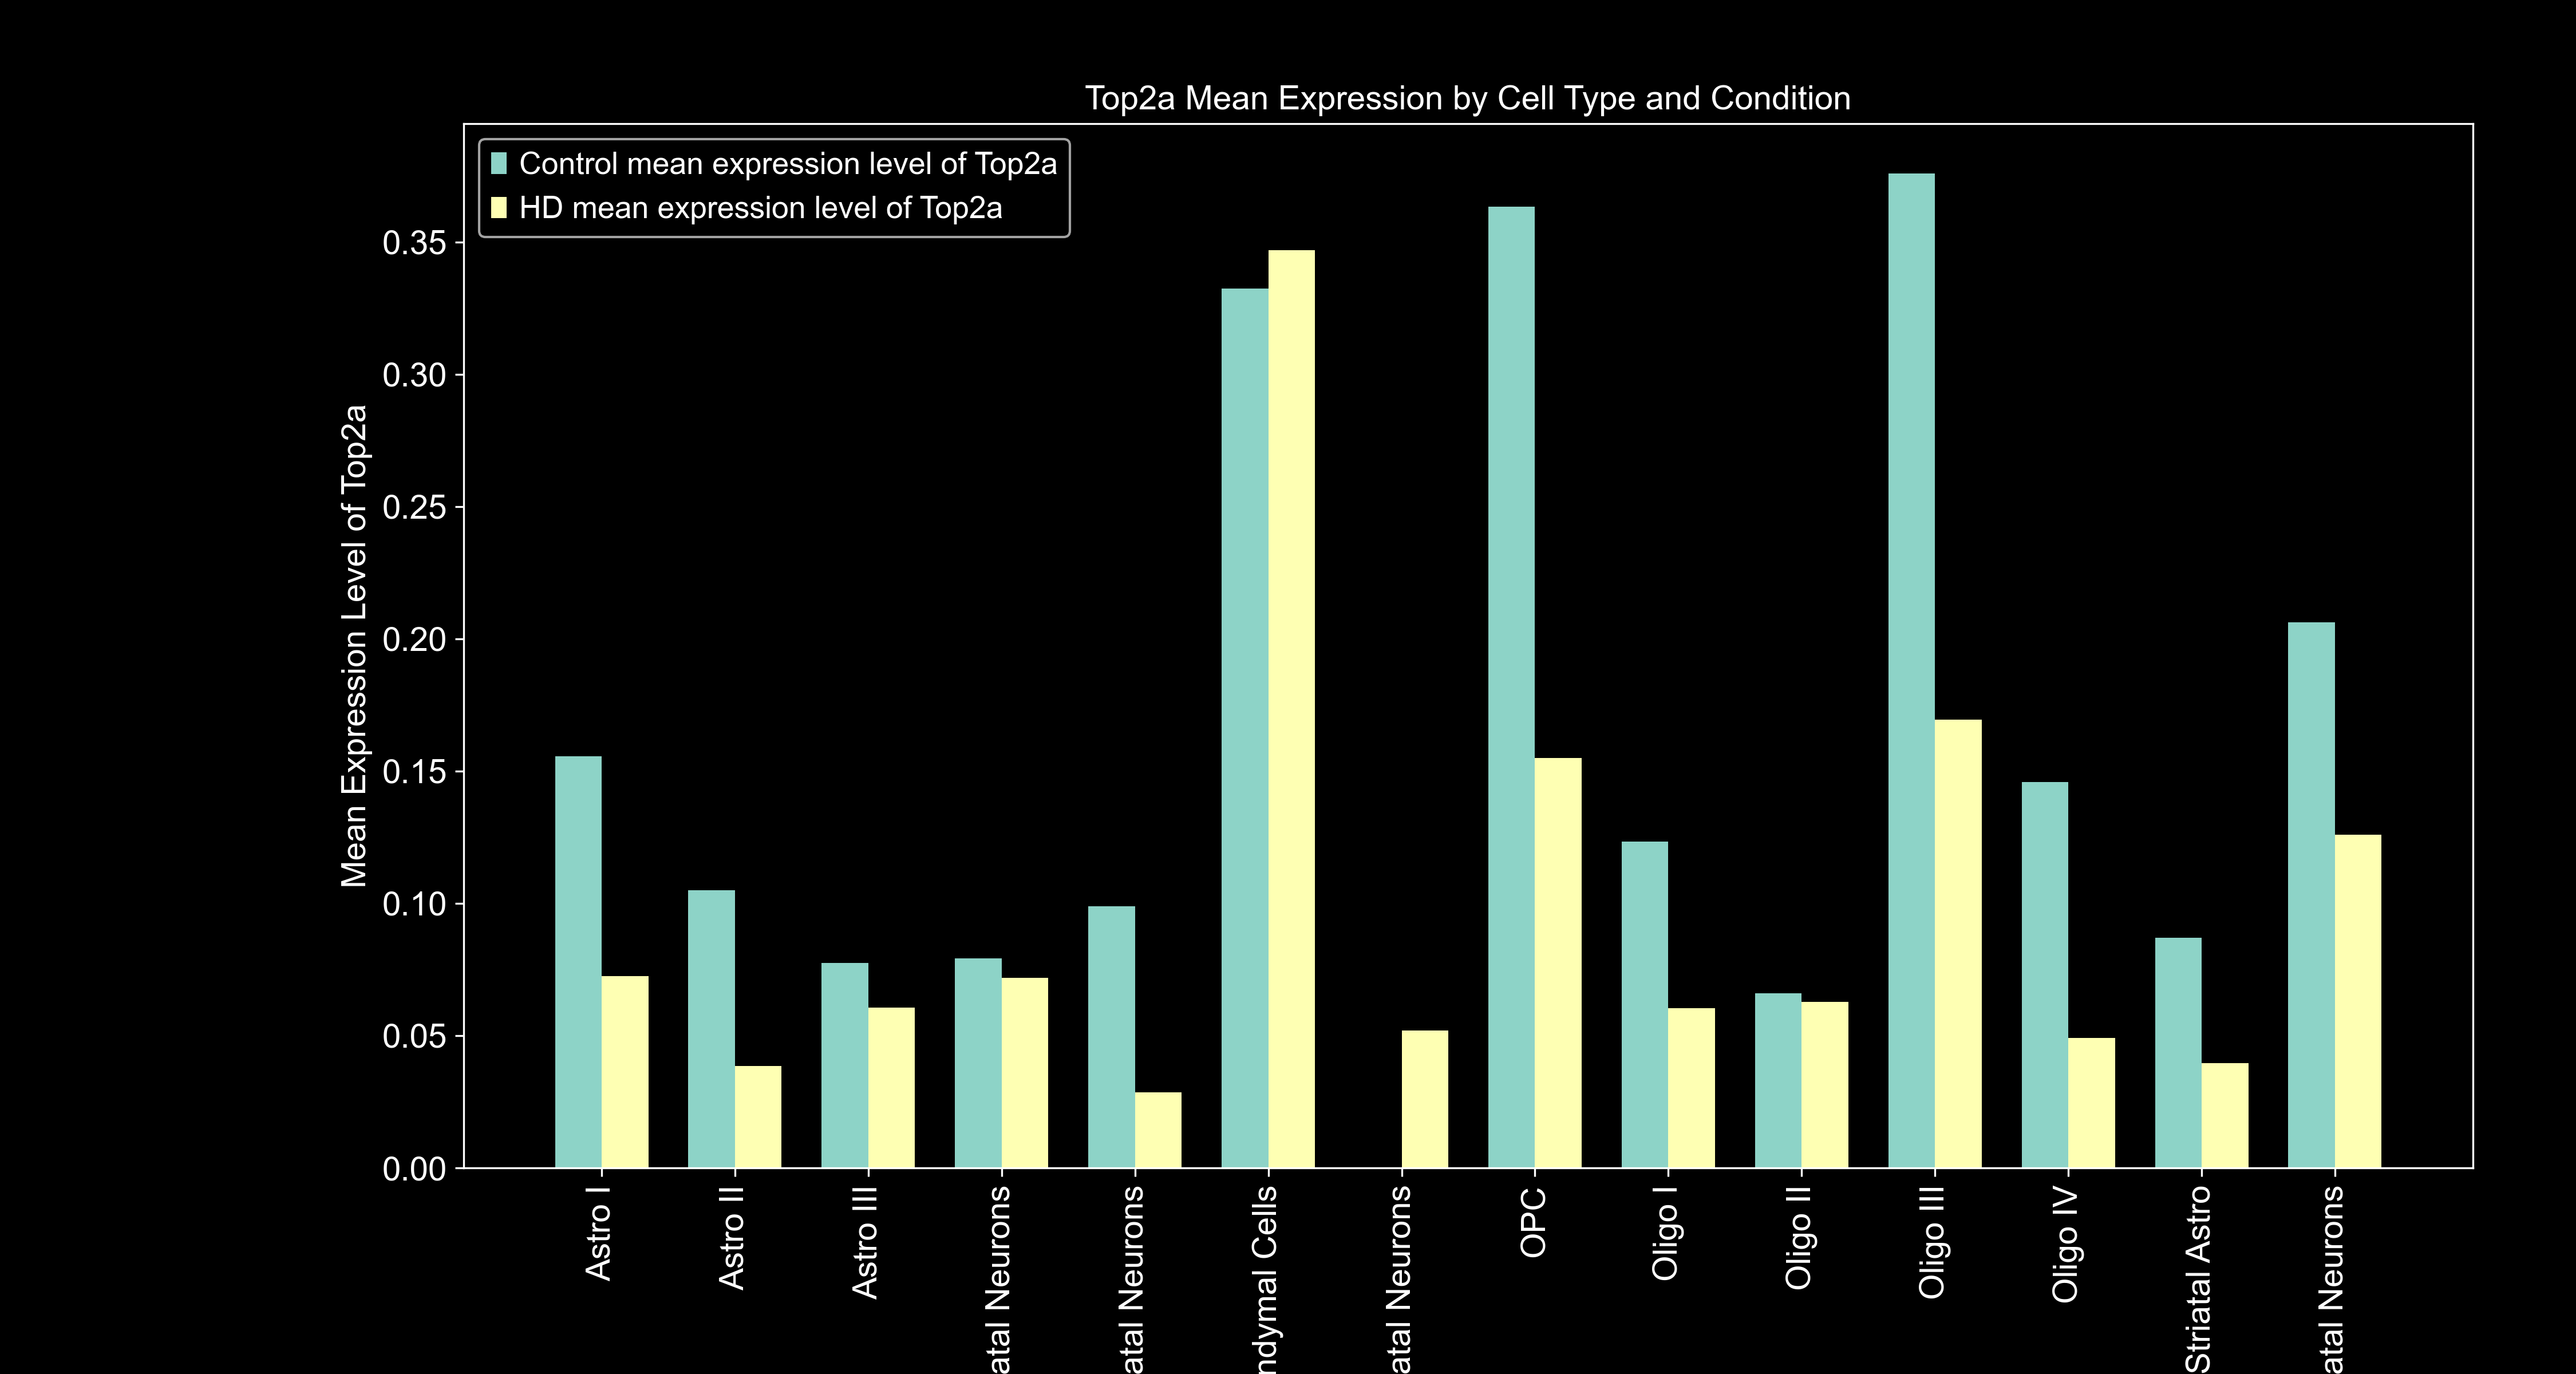 Top2a Mean Expression by Cell Type and Condition
Control mean expression level of Top2a
HD mean expression level of Top2a
Mean Expression Level of Top2a
0.35
0.30
0.25
0.20
0.15
0.10
0.05
0.00
Astro I
Astro II
Astro III
atal Neurons
atal Neurons
ndymal Cells
atal Neurons
OPC
Oligo I
Oligo II
Oligo III
Oligo IV
Striatal Astro
atal Neurons